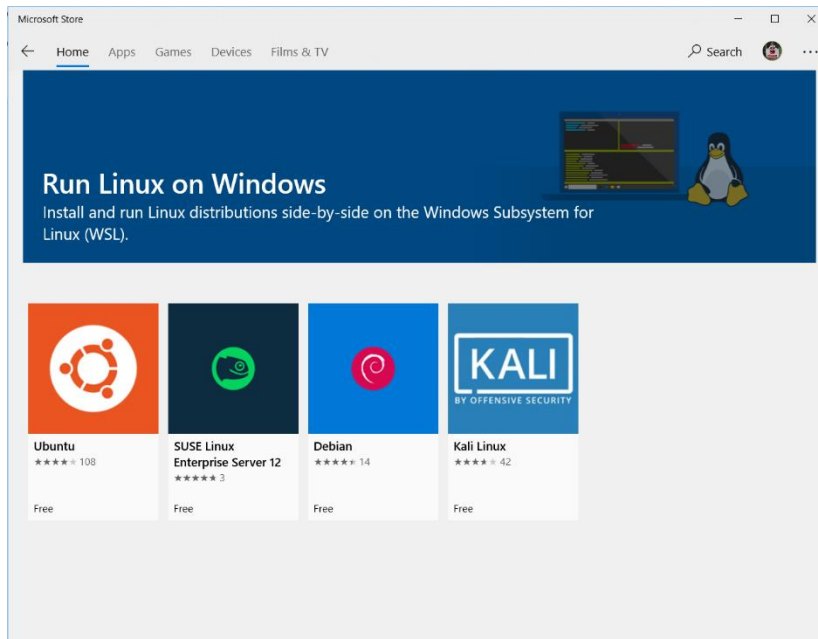 Microsoft Store
Home Apps Games Devices Films & TV Search
Run Linux on Windows
Install and run Linux distributions side-by-side on the Windows Subsystem for
Linux (WSL).
KALI
BY OFFENSIVE SECURITY
Ubuntu
108
Free
SUSE Linux
Enterprise Server 12
3
Free
Debian
14
Free
Kali Linux
42
Free